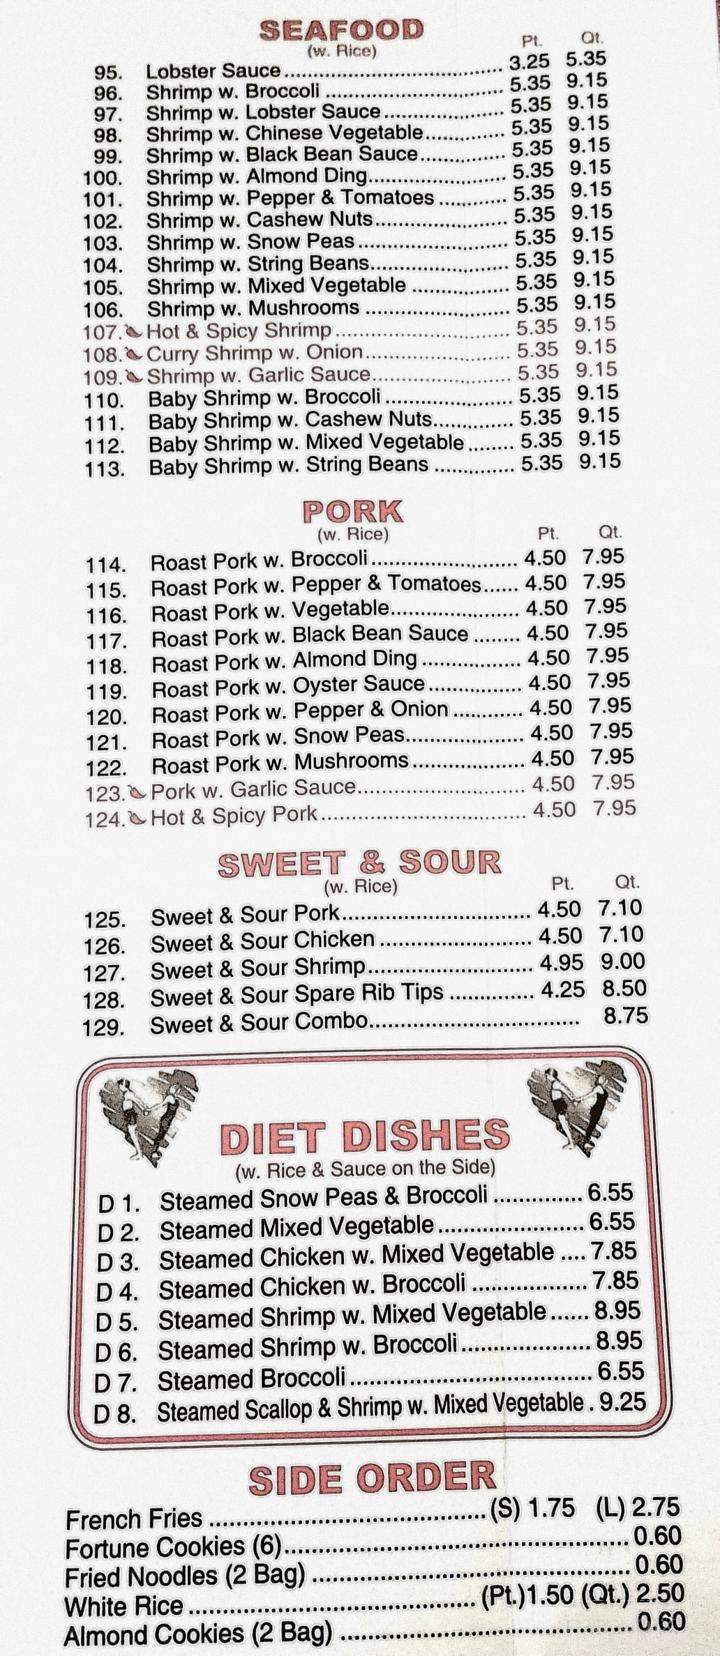 SEAFOOD
(w. Rice) Pt. Qt.
95. Lobster Sauce 3.25 5.35
96. Shrimp w. Broccoli 5.35 9.15
97. Shrimp w. Lobster Sauce 5.35 9.15
98. Shrimp w. Chinese Vegetable 5.35 9.15
99. Shrimp w. Black Bean Sauce 5.35 9.15
100. Shrimp w. Almond Ding 5.35 9.15
101. Shrimp w. Pepper & Tomatoes 5.35 9.15
102. Shrimp w. Cashew Nuts 5.35 9.15
103. Shrimp w. Snow Peas 5.35 9.15
104. Shrimp w. String Beans 5.35 9.15
105. Shrimp w. Mixed Vegetable 5.35 9.15
106. Shrimp w. Mushrooms 5.35 9.15
107. Hot & Spicy Shrimp 5.35 9.15
108. Curry Shrimp w. Onion 5.35 9.15
109. Shrimp w. Garlic Sauce 5.35 9.15
110. Baby Shrimp w. Broccoli 5.35 9.15
111. Baby Shrimp w. Cashew Nuts 5.35 9.15
112. Baby Shrimp w. Mixed Vegetable 5.35 9.15
113. Baby Shrimp w. String Beans 5.35 9.15
PORK
(w. Rice) Pt. Qt.
114. Roast Pork w. Broccoli 4.50 7.95
115. Roast Pork w. Pepper & Tomatoes 4.50 7.95
116. Roast Pork w. Vegetable 4.50 7.95
117. Roast Pork w. Black Bean Sauce 4.50 7.95
118. Roast Pork w. Almond Ding 4.50 7.95
119. Roast Pork w. Oyster Sauce 4.50 7.95
120. Roast Pork w. Pepper & Onion 4.50 7.95
121. Roast Pork w. Snow Peas 4.50 7.95
122. Roast Pork w. Mushrooms 4.50 7.95
123. Pork w. Garlic Sauce 4.50 7.95
124. Hot & Spicy Pork 4.50 7.95
SWEET & SOUR
(w. Rice) Pt. Qt.
125. Sweet & Sour Pork 4.50 7.10
126. Sweet & Sour Chicken 4.50 7.10
127. Sweet & Sour Shrimp 4.95 9.00
128. Sweet & Sour Spare Rib Tips 4.25 8.50
129. Sweet & Sour Combo 8.75
DIET DISHES
(w. Rice & Sauce on the Side)
D 1. Steamed Snow Peas & Broccoli 6.55
D 2. Steamed Mixed Vegetable 6.55
D 3. Steamed Chicken w. Mixed Vegetable 7.85
D 4. Steamed Chicken w. Broccoli 7.85
D 5. Steamed Shrimp w. Mixed Vegetable 8.95
D 6. Steamed Shrimp w. Broccoli 8.95
D 7. Steamed Broccoli 6.55
D 8. Steamed Scallop & Shrimp w. Mixed Vegetable 9.25
SIDE ORDER
French Fries (S) 1.75 (L) 2.75
Fortune Cookies (6) 0.60
Fried Noodles (2 Bag) 0.60
White Rice (Pt.)1.50 (Qt.) 2.50
Almond Cookies (2 Bag) 0.60